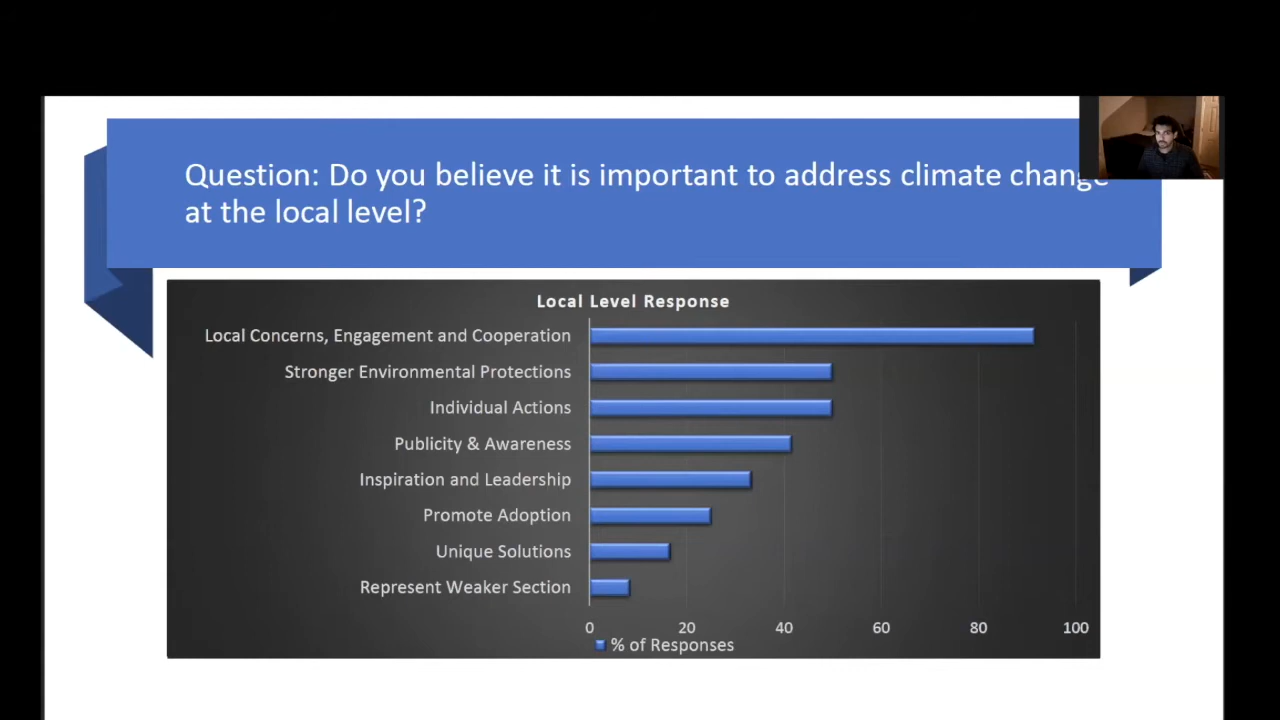 Question: Do you believe it is important to address climate change
at the local level?
Local Level Response
Local Concerns, Engagement and Cooperation
Stronger Environmental Protections
Individual Actions
Publicity & Awareness
Inspiration and Leadership
Promote Adoption
Unique Solutions
Represent Weaker Section
0 20 40 60 80 100
% of Responses